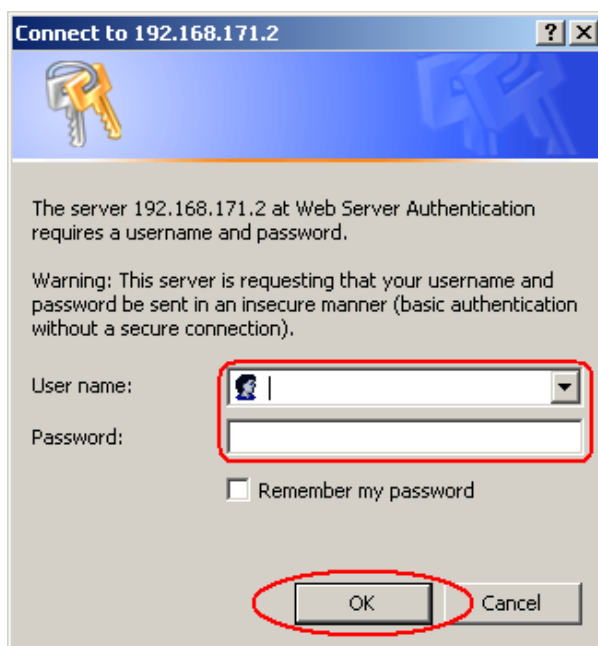 Connect to 192.168.171.2
The server 192.168.171.2 at Web Server Authentication
requires a username and password.
Warning: This server is requesting that your username and
password be sent in an insecure manner (basic authentication
without a secure connection).
User name:
Password:
Remember my password
OK Cancel